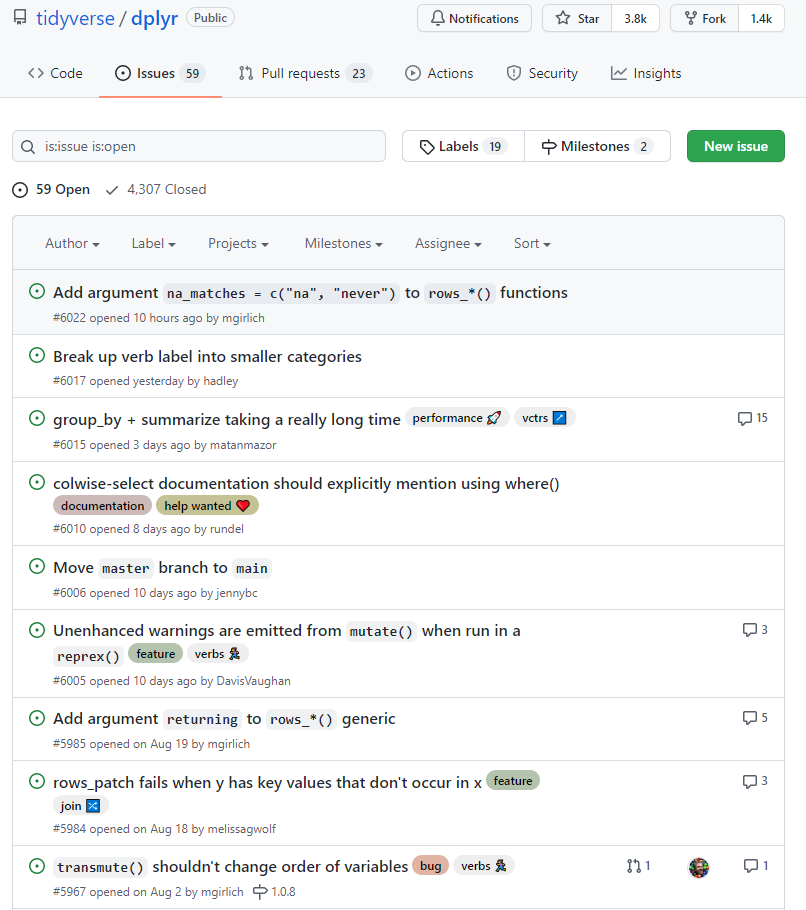 tidyverse / dplyr Public Notifications Star 3.8k Fork 1.4k
Code Issues 59 Pull requests 23 Actions Security Insights
is:issue is:open Labels 19 Milestones 2 New issue
59 Open 4,307 Closed
Author Label Projects Milestones Assignee Sort
Add argument na_matches = c("na", "never") to rows_*() functions
#6022 opened 10 hours ago by mgirlich
Break up verb label into smaller categories
#6017 opened yesterday by hadley
group_by + summarize taking a really long time performance 🚀 vctrs ↗️ 15
#6015 opened 3 days ago by matanmazor
colwise-select documentation should explicitly mention using where()
documentation help wanted ❤️
#6010 opened 8 days ago by rundel
Move master branch to main
#6006 opened 10 days ago by jennybc
Unenhanced warnings are emitted from mutate() when run in a 3
reprex() feature verbs 🏃‍♀️
#6005 opened 10 days ago by DavisVaughan
Add argument returning to rows_*() generic 5
#5985 opened on Aug 19 by mgirlich
rows_patch fails when y has key values that don't occur in x feature 3
join 🔀
#5984 opened on Aug 18 by melissagwolf
transmute() shouldn't change order of variables bug verbs 🏃‍♀️ 1 1
#5967 opened on Aug 2 by mgirlich 1.0.8